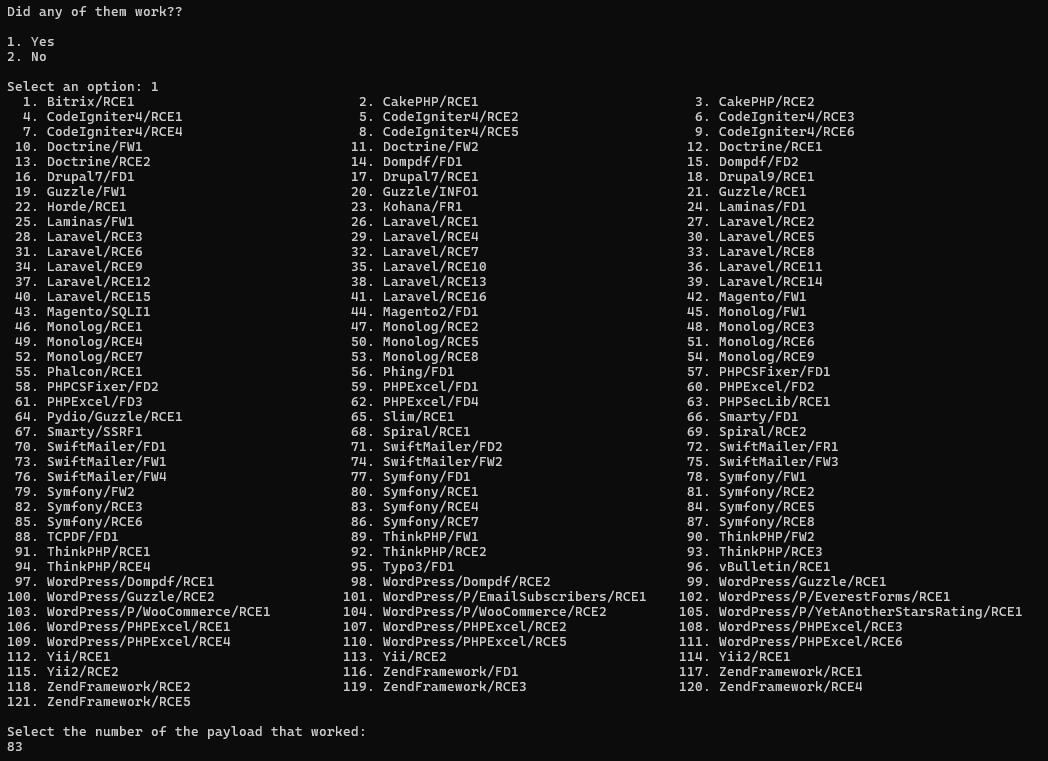 Did any of them work??
1. Yes
2. No
Select an option: 1
1. Bitrix/RCE1 2. CakePHP/RCE1 3. CakePHP/RCE2
4. CodeIgniter4/RCE1 5. CodeIgniter4/RCE2 6. CodeIgniter4/RCE3
7. CodeIgniter4/RCE4 8. CodeIgniter4/RCE5 9. CodeIgniter4/RCE6
10. Doctrine/FW1 11. Doctrine/FW2 12. Doctrine/RCE1
13. Doctrine/RCE2 14. Dompdf/FD1 15. Dompdf/FD2
16. Drupal7/FD1 17. Drupal7/RCE1 18. Drupal9/RCE1
19. Guzzle/FW1 20. Guzzle/INFO1 21. Guzzle/RCE1
22. Horde/RCE1 23. Kohana/FR1 24. Laminas/FD1
25. Laminas/FW1 26. Laravel/RCE1 27. Laravel/RCE2
28. Laravel/RCE3 29. Laravel/RCE4 30. Laravel/RCE5
31. Laravel/RCE6 32. Laravel/RCE7 33. Laravel/RCE8
34. Laravel/RCE9 35. Laravel/RCE10 36. Laravel/RCE11
37. Laravel/RCE12 38. Laravel/RCE13 39. Laravel/RCE14
40. Laravel/RCE15 41. Laravel/RCE16 42. Magento/FW1
43. Magento/SQLI1 44. Magento2/FD1 45. Monolog/FW1
46. Monolog/RCE1 47. Monolog/RCE2 48. Monolog/RCE3
49. Monolog/RCE4 50. Monolog/RCE5 51. Monolog/RCE6
52. Monolog/RCE7 53. Monolog/RCE8 54. Monolog/RCE9
55. Phalcon/RCE1 56. Phing/FD1 57. PHPCSFixer/FD1
58. PHPCSFixer/FD2 59. PHPExcel/FD1 60. PHPExcel/FD2
61. PHPExcel/FD3 62. PHPExcel/FD4 63. PHPSecLib/RCE1
64. Pydio/Guzzle/RCE1 65. Slim/RCE1 66. Smarty/FD1
67. Smarty/SSRF1 68. Spiral/RCE1 69. Spiral/RCE2
70. SwiftMailer/FD1 71. SwiftMailer/FD2 72. SwiftMailer/FR1
73. SwiftMailer/FW1 74. SwiftMailer/FW2 75. SwiftMailer/FW3
76. SwiftMailer/FW4 77. Symfony/FD1 78. Symfony/FW1
79. Symfony/FW2 80. Symfony/RCE1 81. Symfony/RCE2
82. Symfony/RCE3 83. Symfony/RCE4 84. Symfony/RCE5
85. Symfony/RCE6 86. Symfony/RCE7 87. Symfony/RCE8
88. TCPDF/FD1 89. ThinkPHP/FW1 90. ThinkPHP/FW2
91. ThinkPHP/RCE1 92. ThinkPHP/RCE2 93. ThinkPHP/RCE3
94. ThinkPHP/RCE4 95. Typo3/FD1 96. vBulletin/RCE1
97. WordPress/Dompdf/RCE1 98. WordPress/Dompdf/RCE2 99. WordPress/Guzzle/RCE1
100. WordPress/Guzzle/RCE2 101. WordPress/P/EmailSubscribers/RCE1 102. WordPress/P/EverestForms/RCE1
103. WordPress/P/WooCommerce/RCE1 104. WordPress/P/WooCommerce/RCE2 105. WordPress/P/YetAnotherStarsRating/RCE1
106. WordPress/PHPExcel/RCE1 107. WordPress/PHPExcel/RCE2 108. WordPress/PHPExcel/RCE3
109. WordPress/PHPExcel/RCE4 110. WordPress/PHPExcel/RCE5 111. WordPress/PHPExcel/RCE6
112. Yii/RCE1 113. Yii/RCE2 114. Yii2/RCE1
115. Yii2/RCE2 116. ZendFramework/FD1 117. ZendFramework/RCE1
118. ZendFramework/RCE2 119. ZendFramework/RCE3 120. ZendFramework/RCE4
121. ZendFramework/RCE5
Select the number of the payload that worked:
83